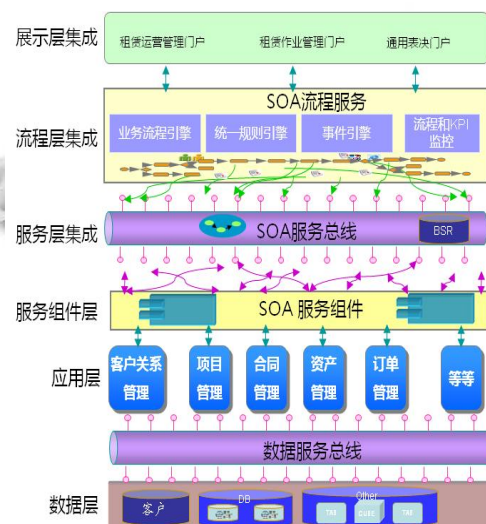 展示层集成
租赁运营管理门户
租赁作业管理门户
通用表决门户
SOA流程服务
流程层集成
业务流程引擎
统一规则引擎
事件引擎
流程和KPI
监控
服务层集成
SOA服务总线
BSR
服务组件层
SOA 服务组件
应用层
客户关系
管理
项目
管理
合同
管理
资产
管理
订单
管理
等等
数据服务总线
数据层
客户
DB
Other